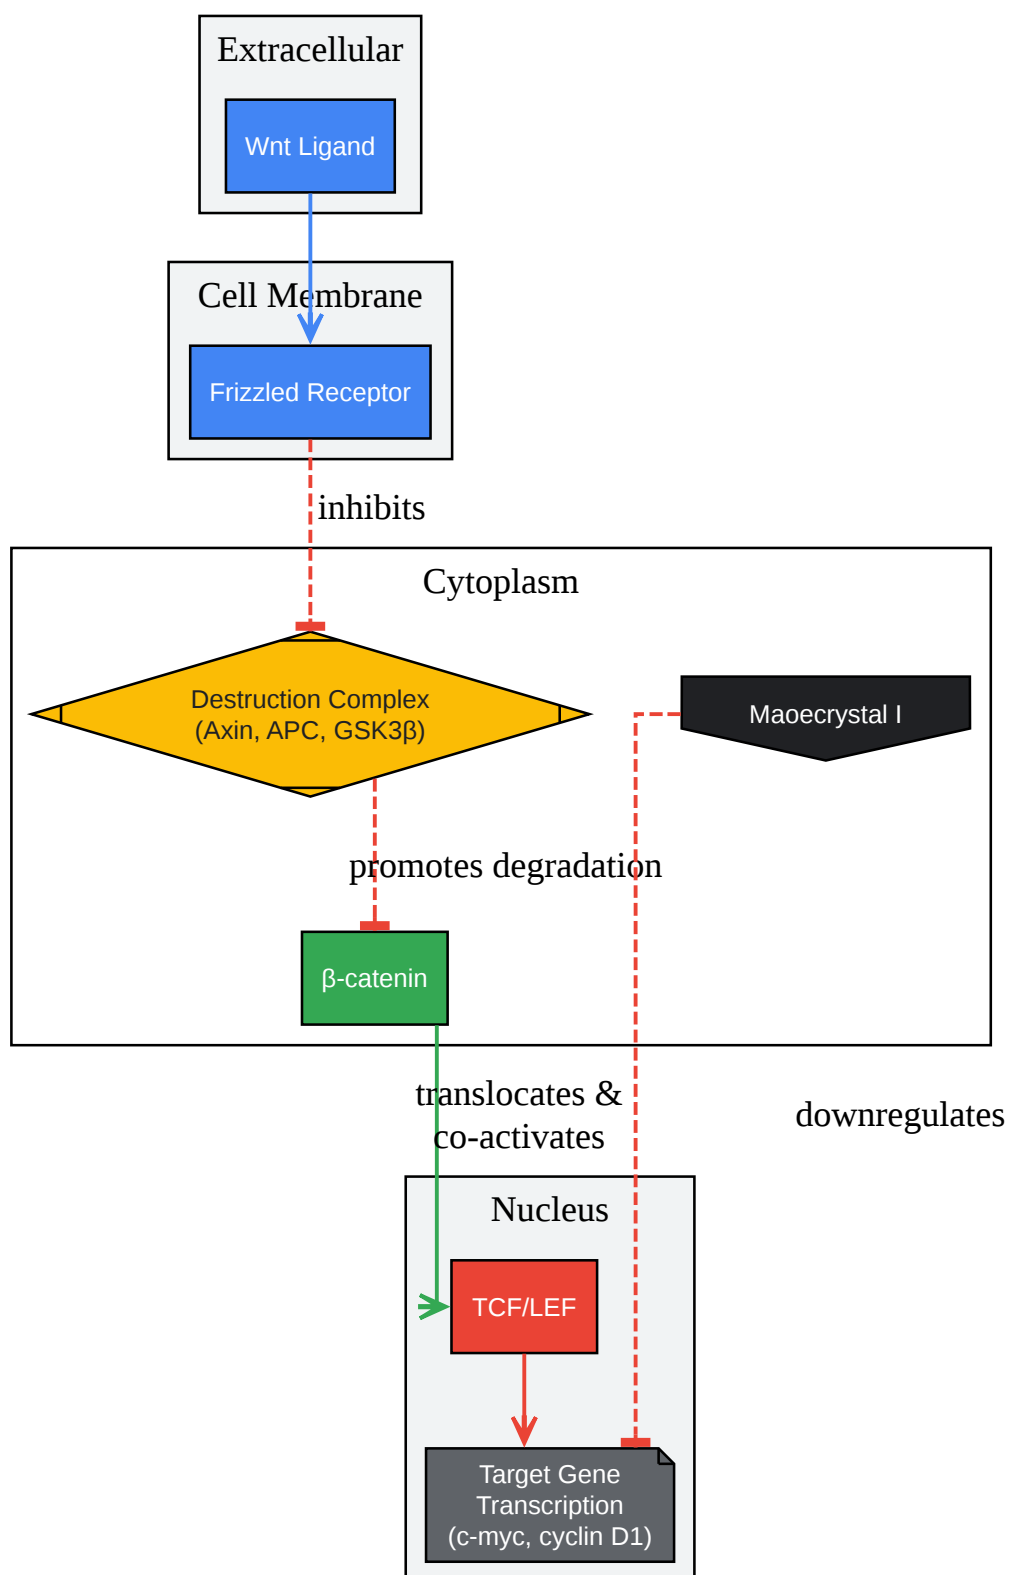 Extracellular
Wnt Ligand
Cell Membrane
Frizzled Receptor
inhibits
Cytoplasm
Destruction Complex
(Axin, APC, GSK3β)
Maoecrystal I
promotes degradation
β-catenin
translocates &
co-activates
downregulates
Nucleus
TCF/LEF
Target Gene
Transcription
(c-myc, cyclin D1)